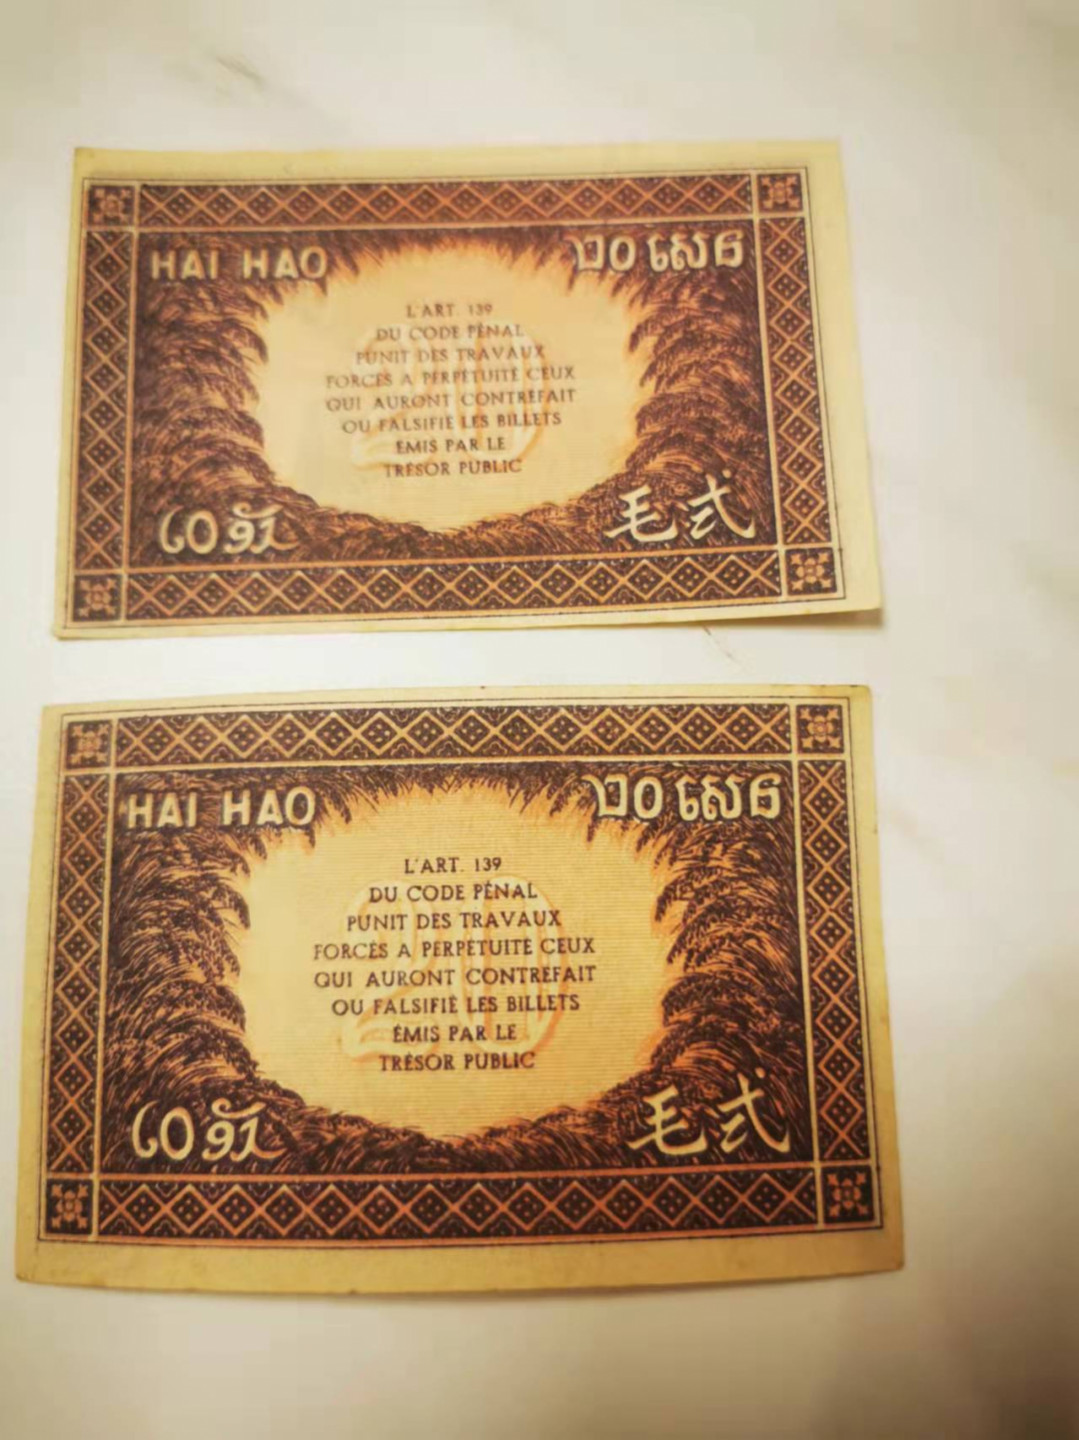 HAI HAO
២០ សេន
L'ART. 139
DU CODE PÉNAL
PUNIT DES TRAVAUX
FORCÉS A PERPÉTUITÉ CEUX
QUI AURONT CONTREFAIT
OU FALSIFIÉ LES BILLETS
ÉMIS PAR LE
TRÉSOR PUBLIC
20
毛弍
HAI HAO
២០ សេន
L'ART. 139
DU CODE PÉNAL
PUNIT DES TRAVAUX
FORCÉS A PERPÉTUITÉ CEUX
QUI AURONT CONTREFAIT
OU FALSIFIÉ LES BILLETS
ÉMIS PAR LE
TRÉSOR PUBLIC
20
毛弍